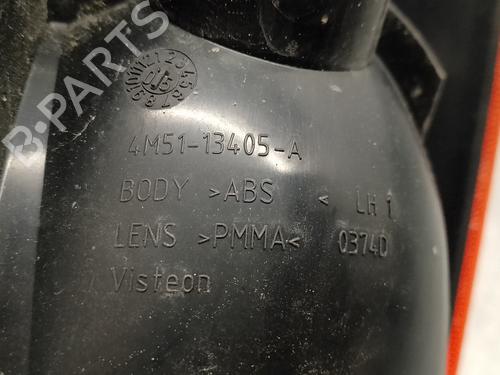 4M51-13405-A
BODY >ABS < LH 1
LENS >PMMA< 0374D
Visteon
B-PARTS